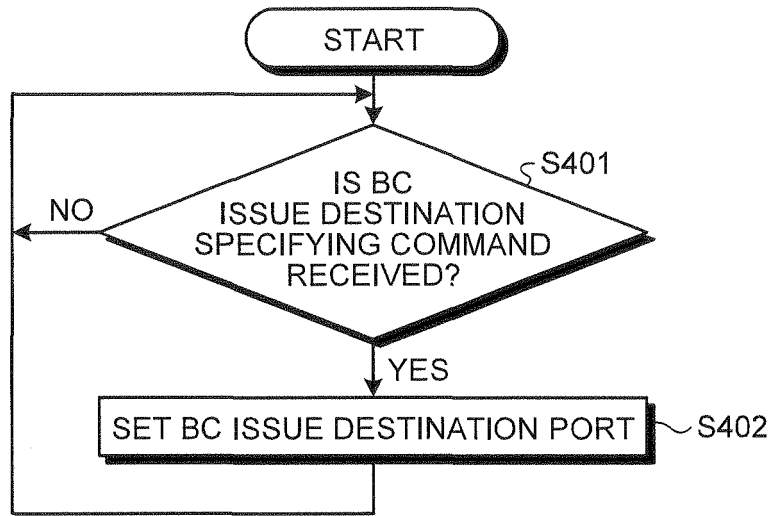 START
S401
IS BC
ISSUE DESTINATION
SPECIFYING COMMAND
RECEIVED?
NO
YES
SET BC ISSUE DESTINATION PORT
S402